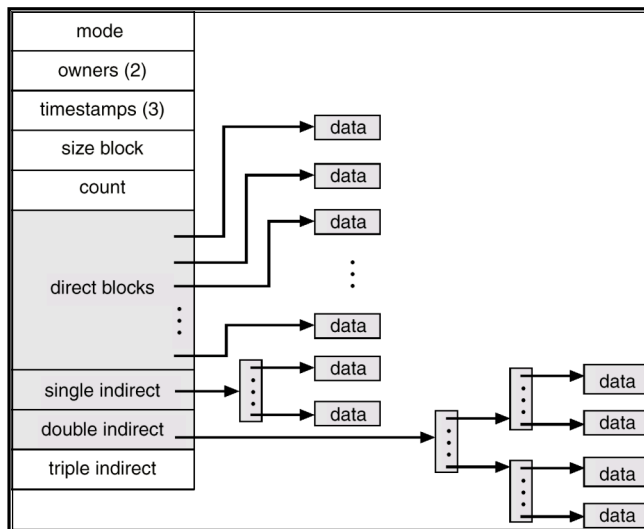 mode
owners (2)
timestamps (3)
size block
count
direct blocks
single indirect
double indirect
triple indirect
data
data
data
data
data
data
data
data
data
data